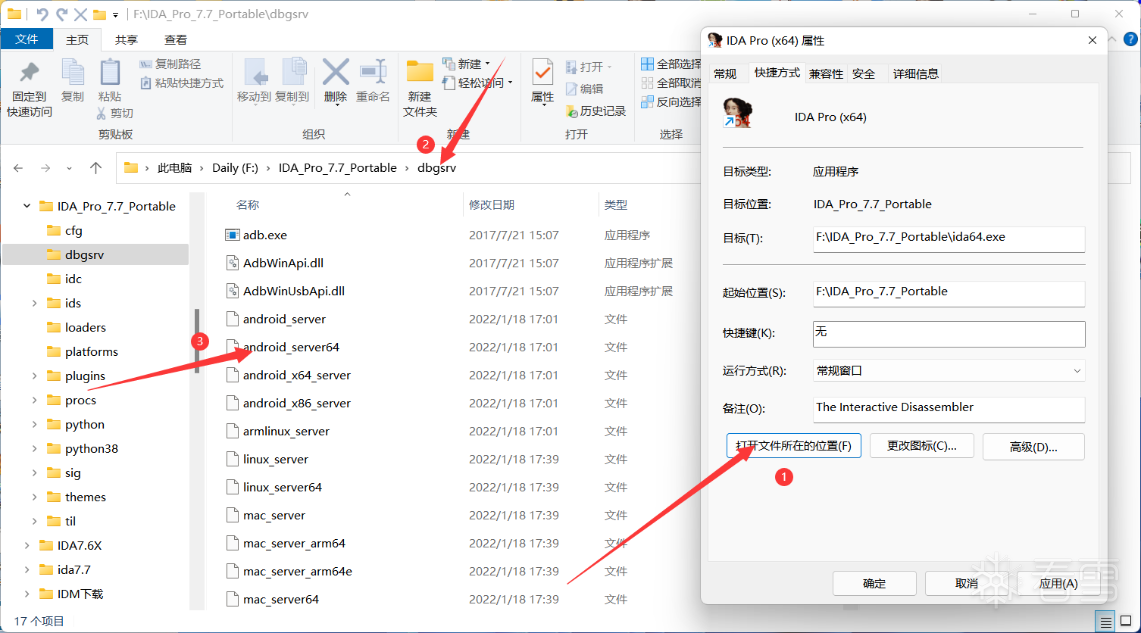 F:\IDA_Pro_7.7_Portable\dbgsrv
文件
主页
共享
查看
固定到
快速访问
复制
粘贴
复制路径
粘贴快捷方式
剪切
剪贴板
移动到
复制到
删除
重命名
组织
新建
文件夹
新建
轻松访问
新建
属性
打开
编辑
历史记录
打开
全部选择
全部取消
反向选择
选择
此电脑
Daily (F:)
IDA_Pro_7.7_Portable
dbgsrv
IDA_Pro_7.7_Portable
cfg
dbgsrv
idc
ids
loaders
platforms
plugins
procs
python
python38
sig
themes
til
IDA7.6X
ida7.7
IDM下载
17 个项目
名称 修改日期 类型
adb.exe 2017/7/21 15:07 应用程序
AdbWinApi.dll 2017/7/21 15:07 应用程序扩展
AdbWinUsbApi.dll 2017/7/21 15:07 应用程序扩展
android_server 2022/1/18 17:01 文件
android_server64 2022/1/18 17:01 文件
android_x64_server 2022/1/18 17:01 文件
android_x86_server 2022/1/18 17:01 文件
armlinux_server 2022/1/18 17:01 文件
linux_server 2022/1/18 17:39 文件
linux_server64 2022/1/18 17:39 文件
mac_server 2022/1/18 17:39 文件
mac_server_arm64 2022/1/18 17:39 文件
mac_server_arm64e 2022/1/18 17:39 文件
mac_server64 2022/1/18 17:39 文件
2
3
IDA Pro (x64) 属性
常规 快捷方式 兼容性 安全 详细信息
64
IDA Pro (x64)
目标类型: 应用程序
目标位置: IDA_Pro_7.7_Portable
目标(T): F:\IDA_Pro_7.7_Portable\ida64.exe
起始位置(S): F:\IDA_Pro_7.7_Portable
快捷键(K): 无
运行方式(R): 常规窗口
备注(O): The Interactive Disassembler
打开文件所在的位置(F) 更改图标(C)... 高级(D)...
1
确定 取消 应用(A)
看雪